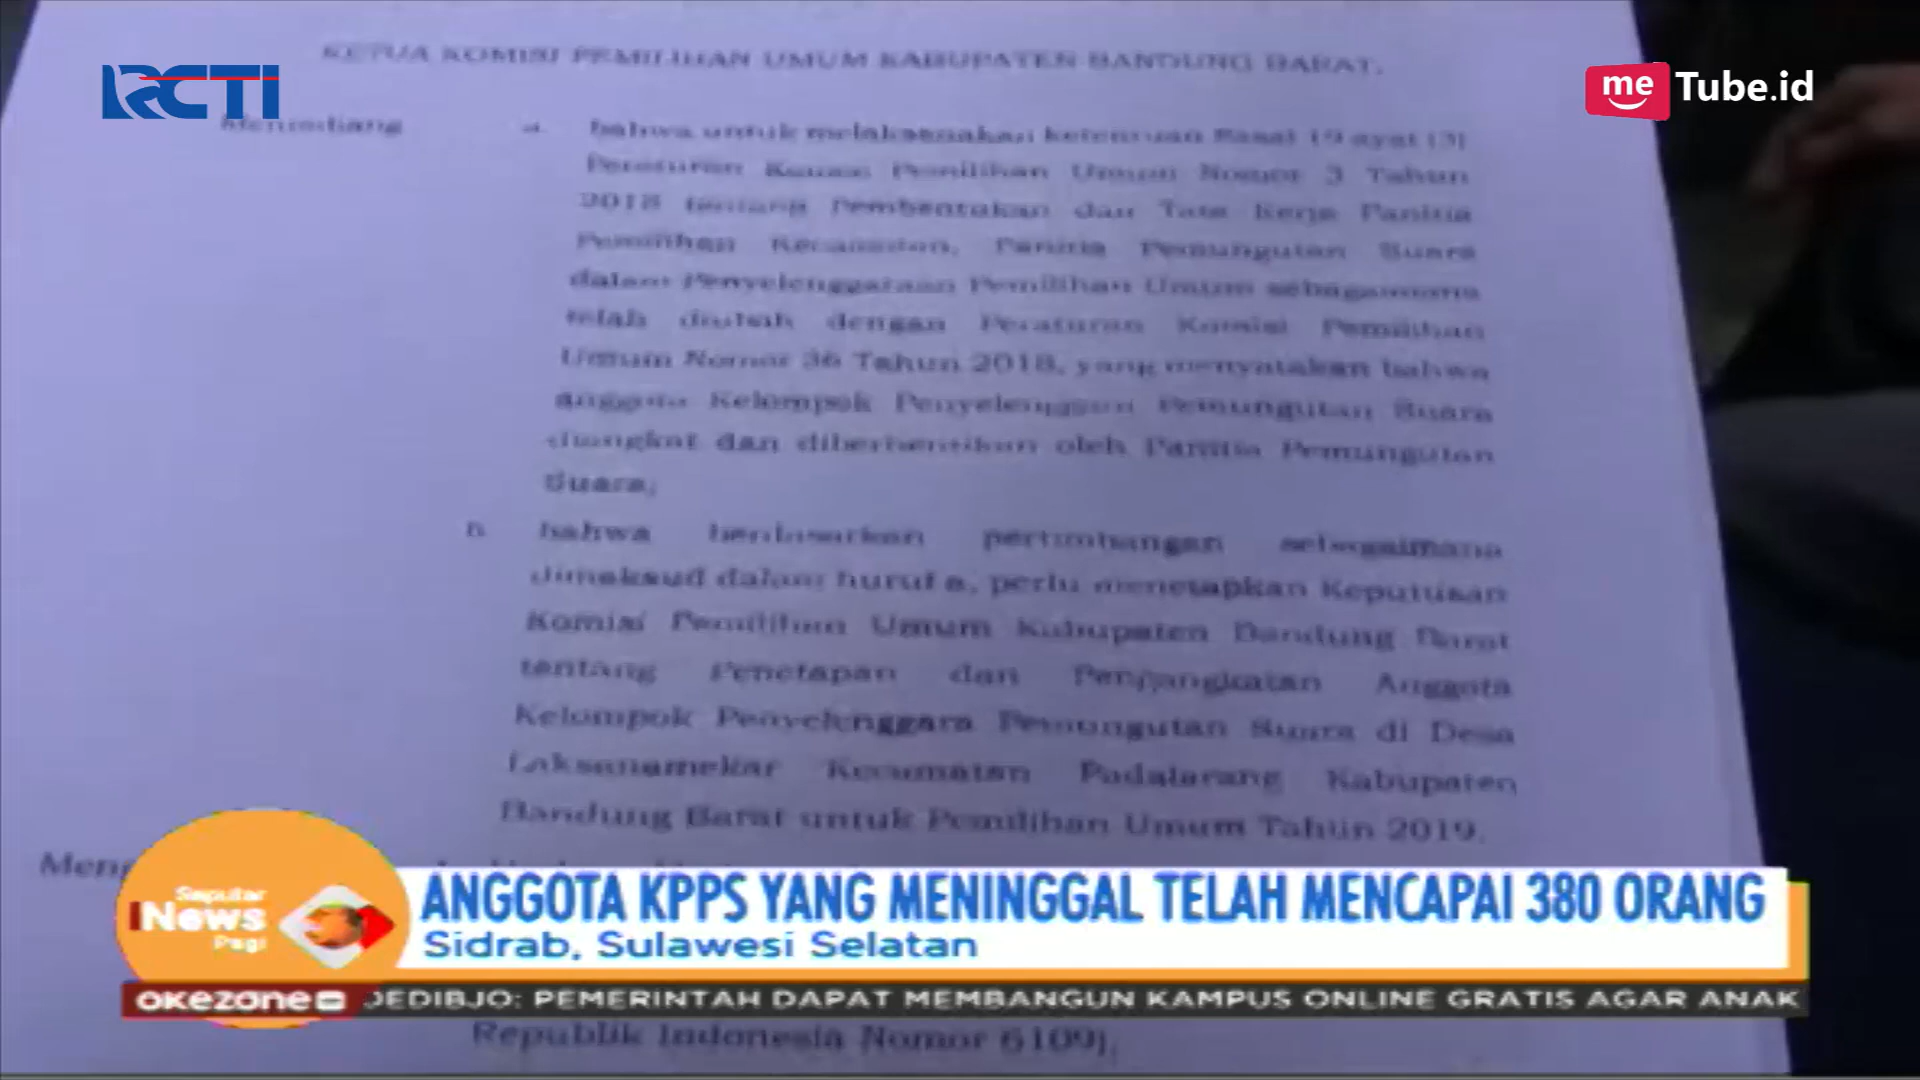 KETUA KOMISI PEMILIHAN UMUM KABUPATEN BANDUNG BARAT,
RCTI
me Tube.id
Menimbang
a. bahwa untuk melaksanakan ketentuan Pasal 19 ayat (3)
Peraturan Komisi Pemilihan Umum Nomor 3 Tahun
2018 tentang Pembentukan dan Tata Kerja Panitia
Pemilihan Kecamatan, Panitia Pemungutan Suara
dalam Penyelenggaraan Pemilihan Umum sebagaimana
telah diubah dengan Peraturan Komisi Pemilihan
Umum Nomor 36 Tahun 2018, yang menyatakan bahwa
anggota Kelompok Penyelenggara Pemungutan Suara
diangkat dan diberhentikan oleh Panitia Pemungutan
Suara;
b. bahwa berdasarkan pertimbangan sebagaimana
dimaksud dalam huruf a, perlu menetapkan Keputusan
Komisi Pemilihan Umum Kabupaten Bandung Barat
tentang Penetapan dan Pengangkatan Anggota
Kelompok Penyelenggara Pemungutan Suara di Desa
Laksanamekar Kecamatan Padalarang Kabupaten
Bandung Barat untuk Pemilihan Umum Tahun 2019.
Seputar
iNews
Pagi
ANGGOTA KPPS YANG MENINGGAL TELAH MENCAPAI 380 ORANG
Sidrab, Sulawesi Selatan
okezone JEDIBJO: PEMERINTAH DAPAT MEMBANGUN KAMPUS ONLINE GRATIS AGAR ANAK
Republik Indonesia Nomor 6109);